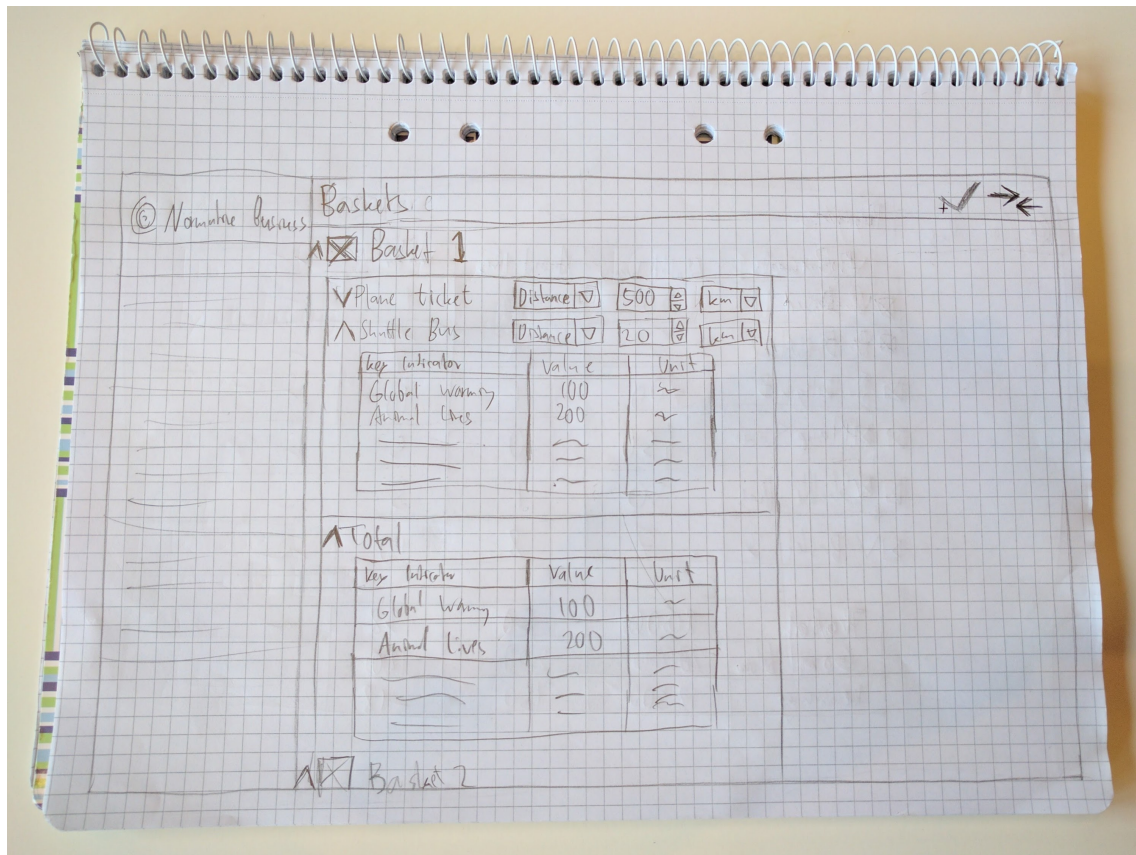 Normative Business
Baskets
Basket 1
Plane ticket Distance 500 km
Shuttle Bus Distance 20 km
Key Indicator Value Unit
Global warming 100
Animal Lives 200
Total
Key Indicator Value Unit
Global Warming 100
Animal Lives 200
Basket 2